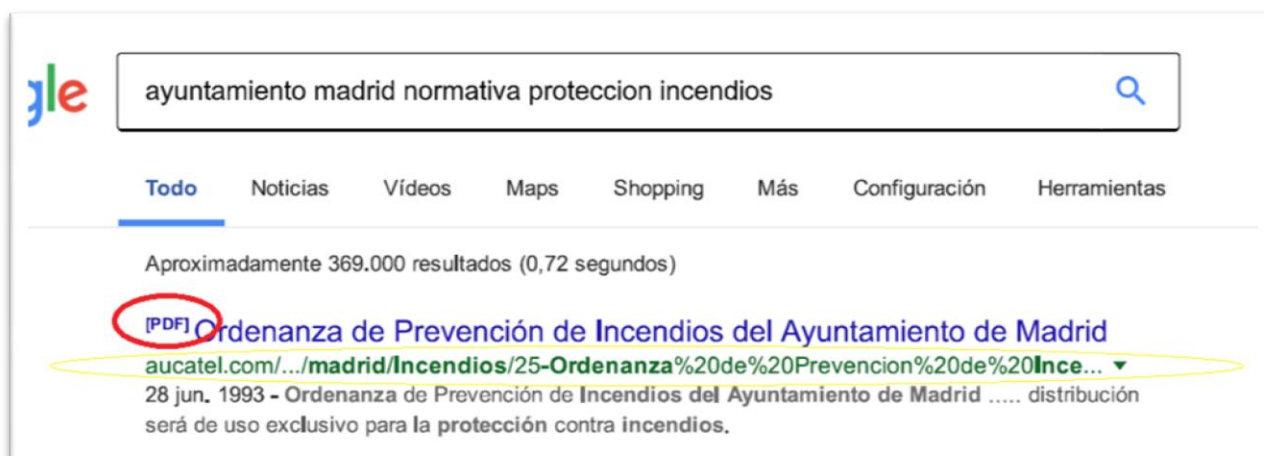 gle
ayuntamiento madrid normativa proteccion incendios
Todo Noticias Vídeos Maps Shopping Más Configuración Herramientas
Aproximadamente 369.000 resultados (0,72 segundos)
[PDF] Ordenanza de Prevención de Incendios del Ayuntamiento de Madrid
aucatel.com/.../madrid/Incendios/25-Ordenanza%20de%20Prevencion%20de%20Ince...
28 jun. 1993 - Ordenanza de Prevención de Incendios del Ayuntamiento de Madrid ..... distribución
será de uso exclusivo para la protección contra incendios.